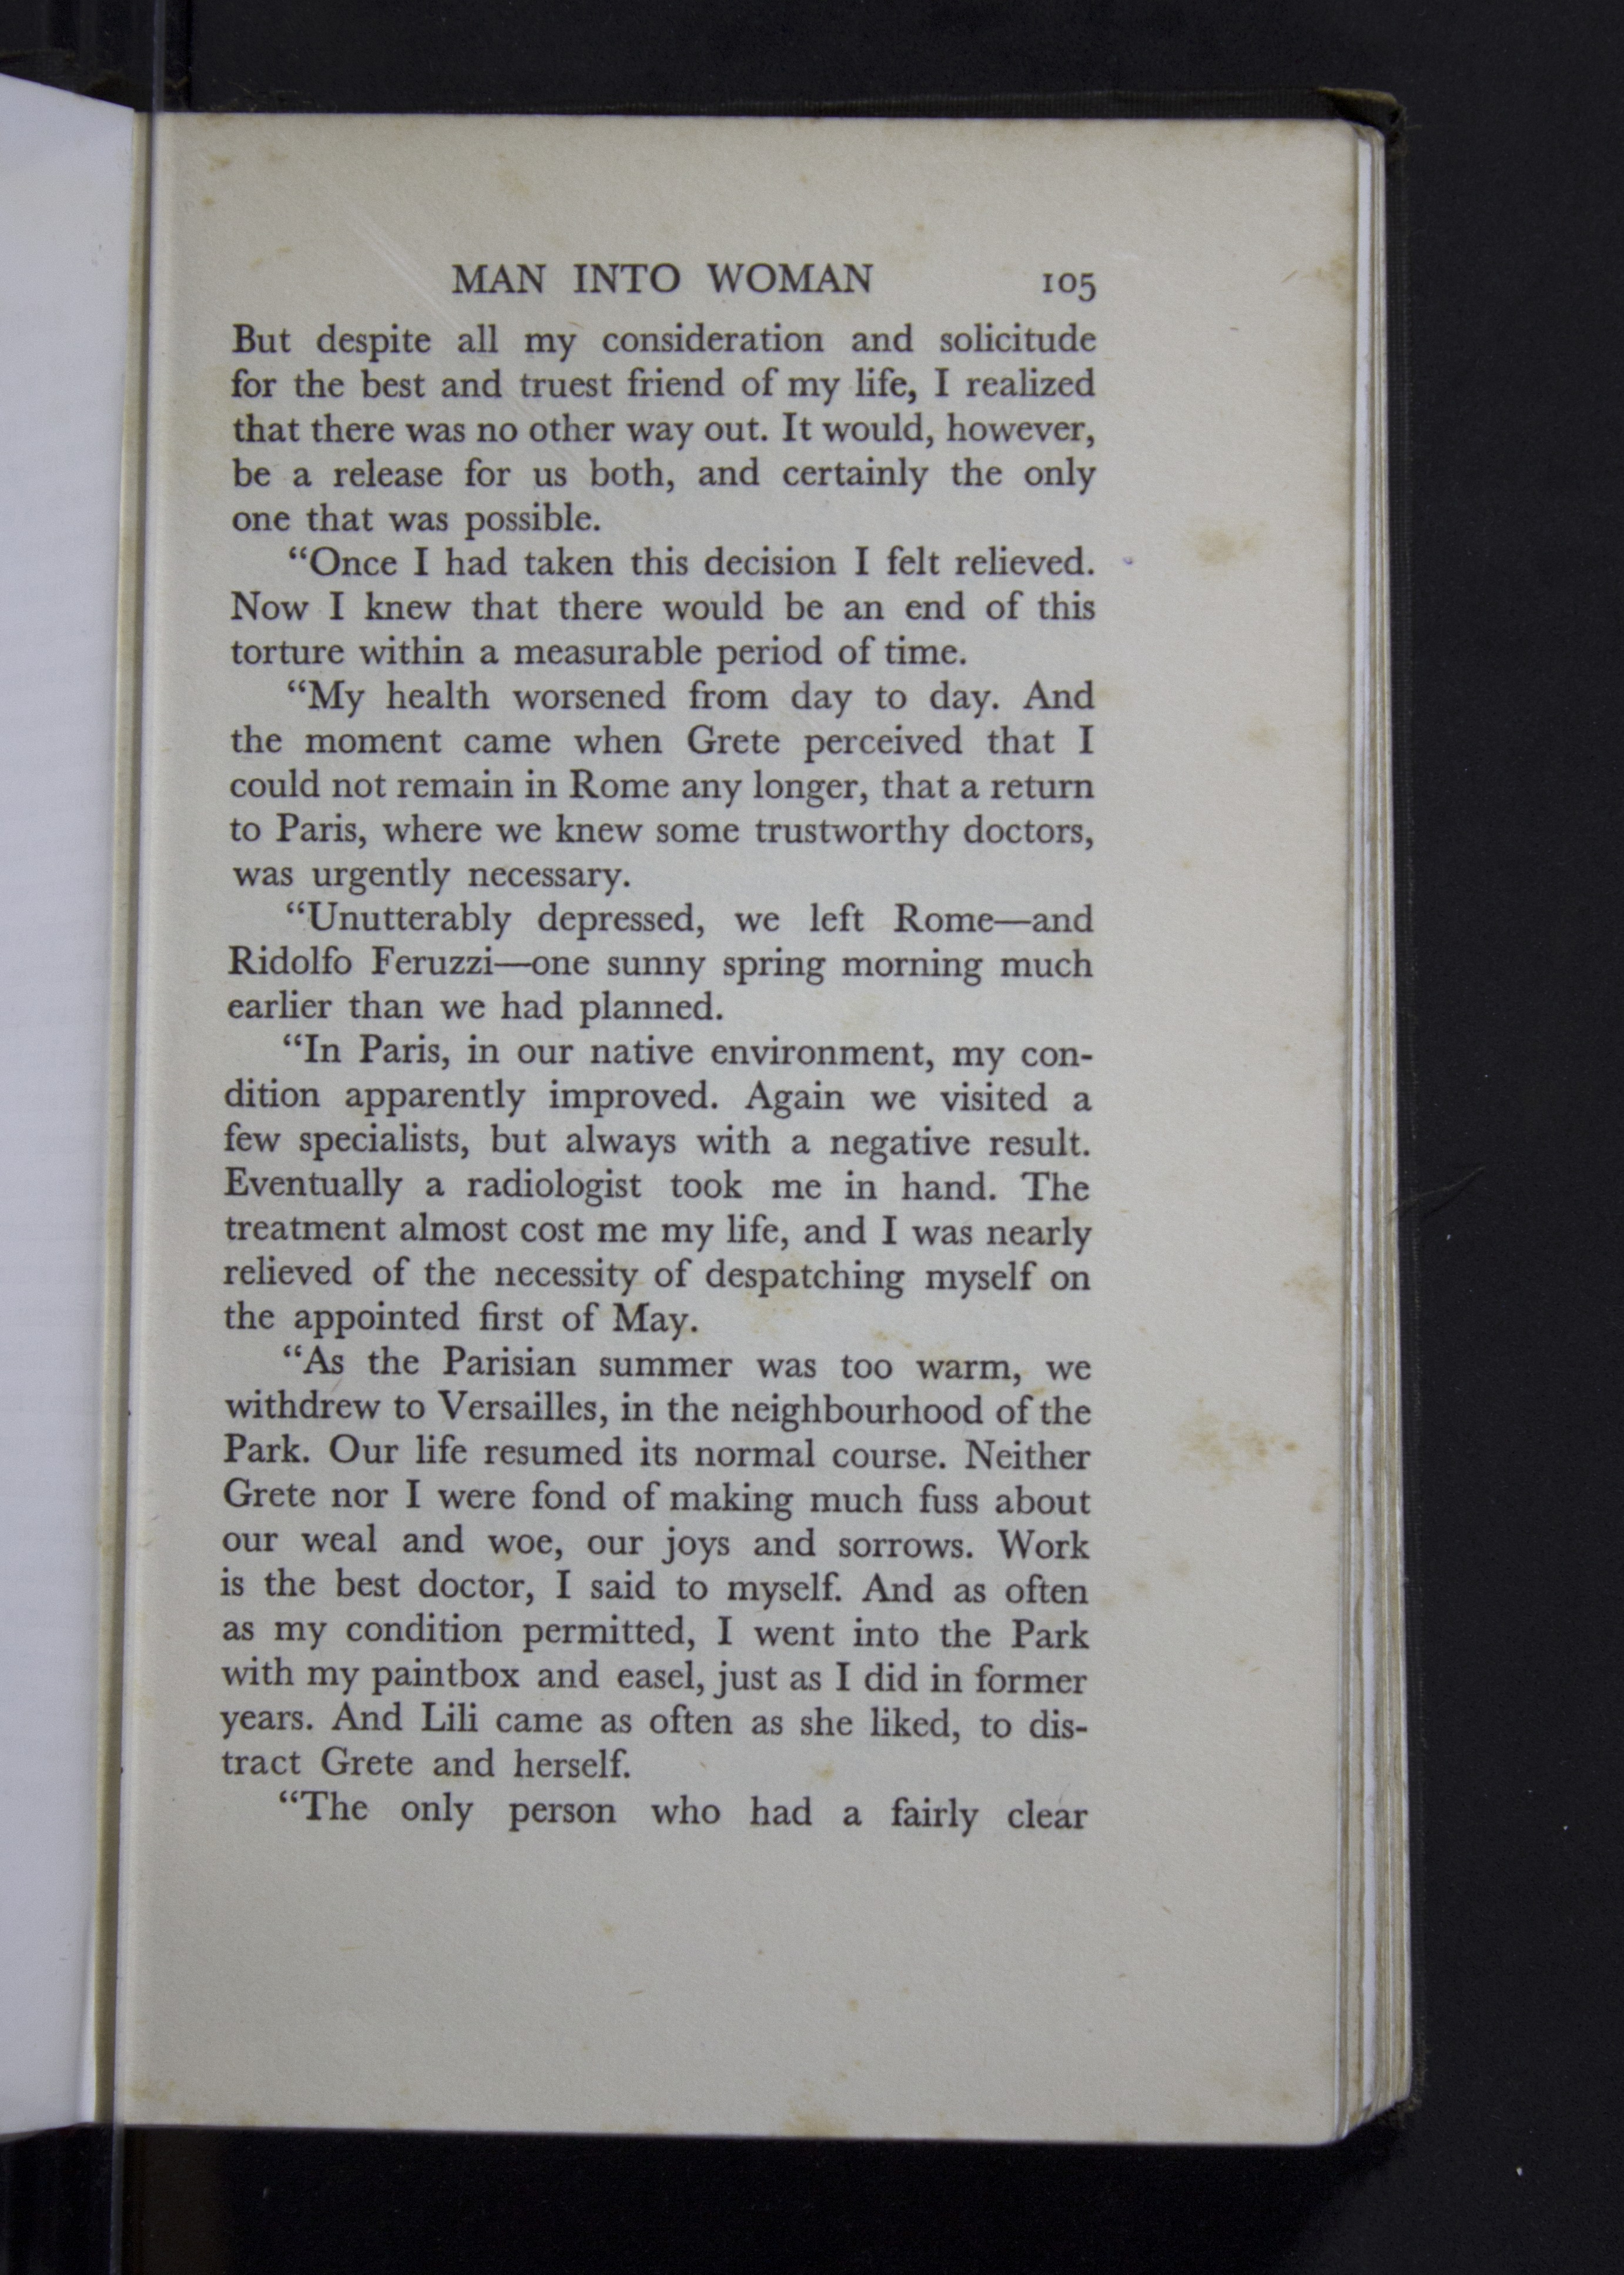 MAN INTO WOMAN 105
But despite all my consideration and solicitude
for the best and truest friend of my life, I realized
that there was no other way out. It would, however,
be a release for us both, and certainly the only
one that was possible.
“Once I had taken this decision I felt relieved.
Now I knew that there would be an end of this
torture within a measurable period of time.
“My health worsened from day to day. And
the moment came when Grete perceived that I
could not remain in Rome any longer, that a return
to Paris, where we knew some trustworthy doctors,
was urgently necessary.
“Unutterably depressed, we left Rome—and
Ridolfo Feruzzi—one sunny spring morning much
earlier than we had planned.
“In Paris, in our native environment, my con-
dition apparently improved. Again we visited a
few specialists, but always with a negative result.
Eventually a radiologist took me in hand. The
treatment almost cost me my life, and I was nearly
relieved of the necessity of despatching myself on
the appointed first of May.
“As the Parisian summer was too warm, we
withdrew to Versailles, in the neighbourhood of the
Park. Our life resumed its normal course. Neither
Grete nor I were fond of making much fuss about
our weal and woe, our joys and sorrows. Work
is the best doctor, I said to myself. And as often
as my condition permitted, I went into the Park
with my paintbox and easel, just as I did in former
years. And Lili came as often as she liked, to dis-
tract Grete and herself.
“The only person who had a fairly clear